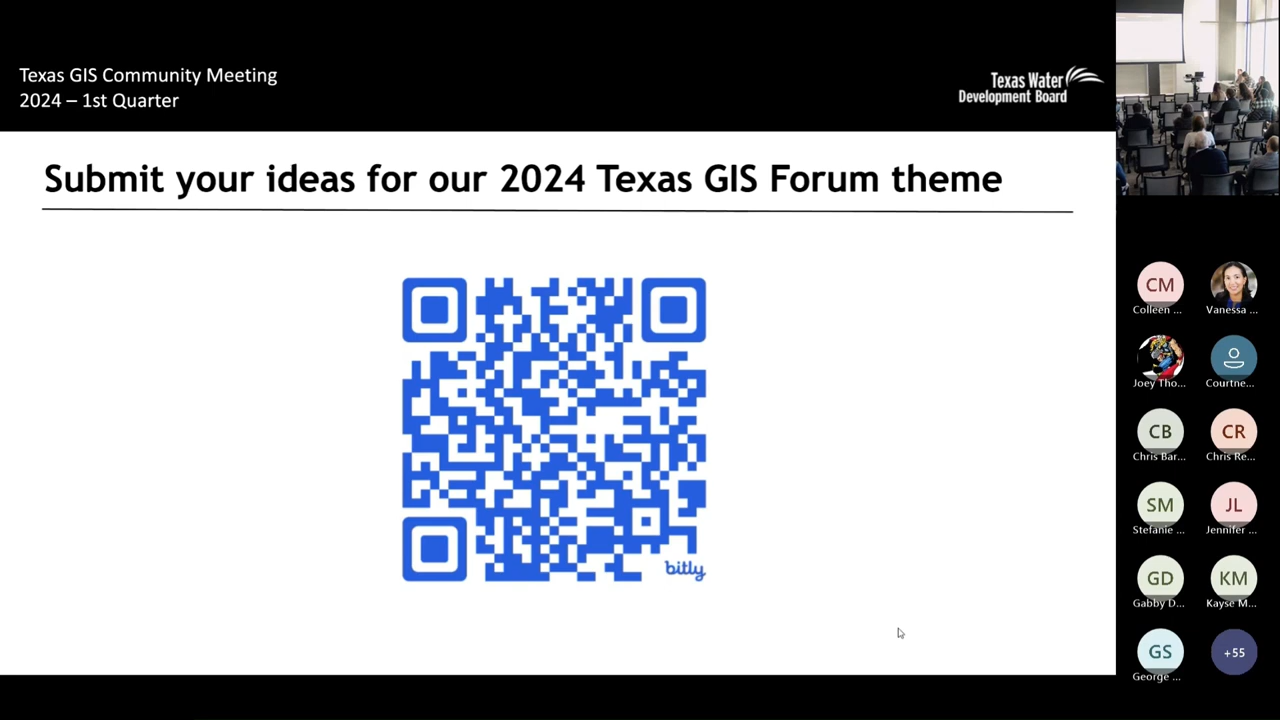 Texas GIS Community Meeting
2024 – 1st Quarter
Texas Water
Development Board
Submit your ideas for our 2024 Texas GIS Forum theme
bitly
CM
Colleen ...
Vanessa ...
Joey Tho...
Courtne...
CB
Chris Bar...
CR
Chris Re...
SM
Stefanie ...
JL
Jennifer ...
GD
Gabby D...
KM
Kayse M...
GS
George ...
+55